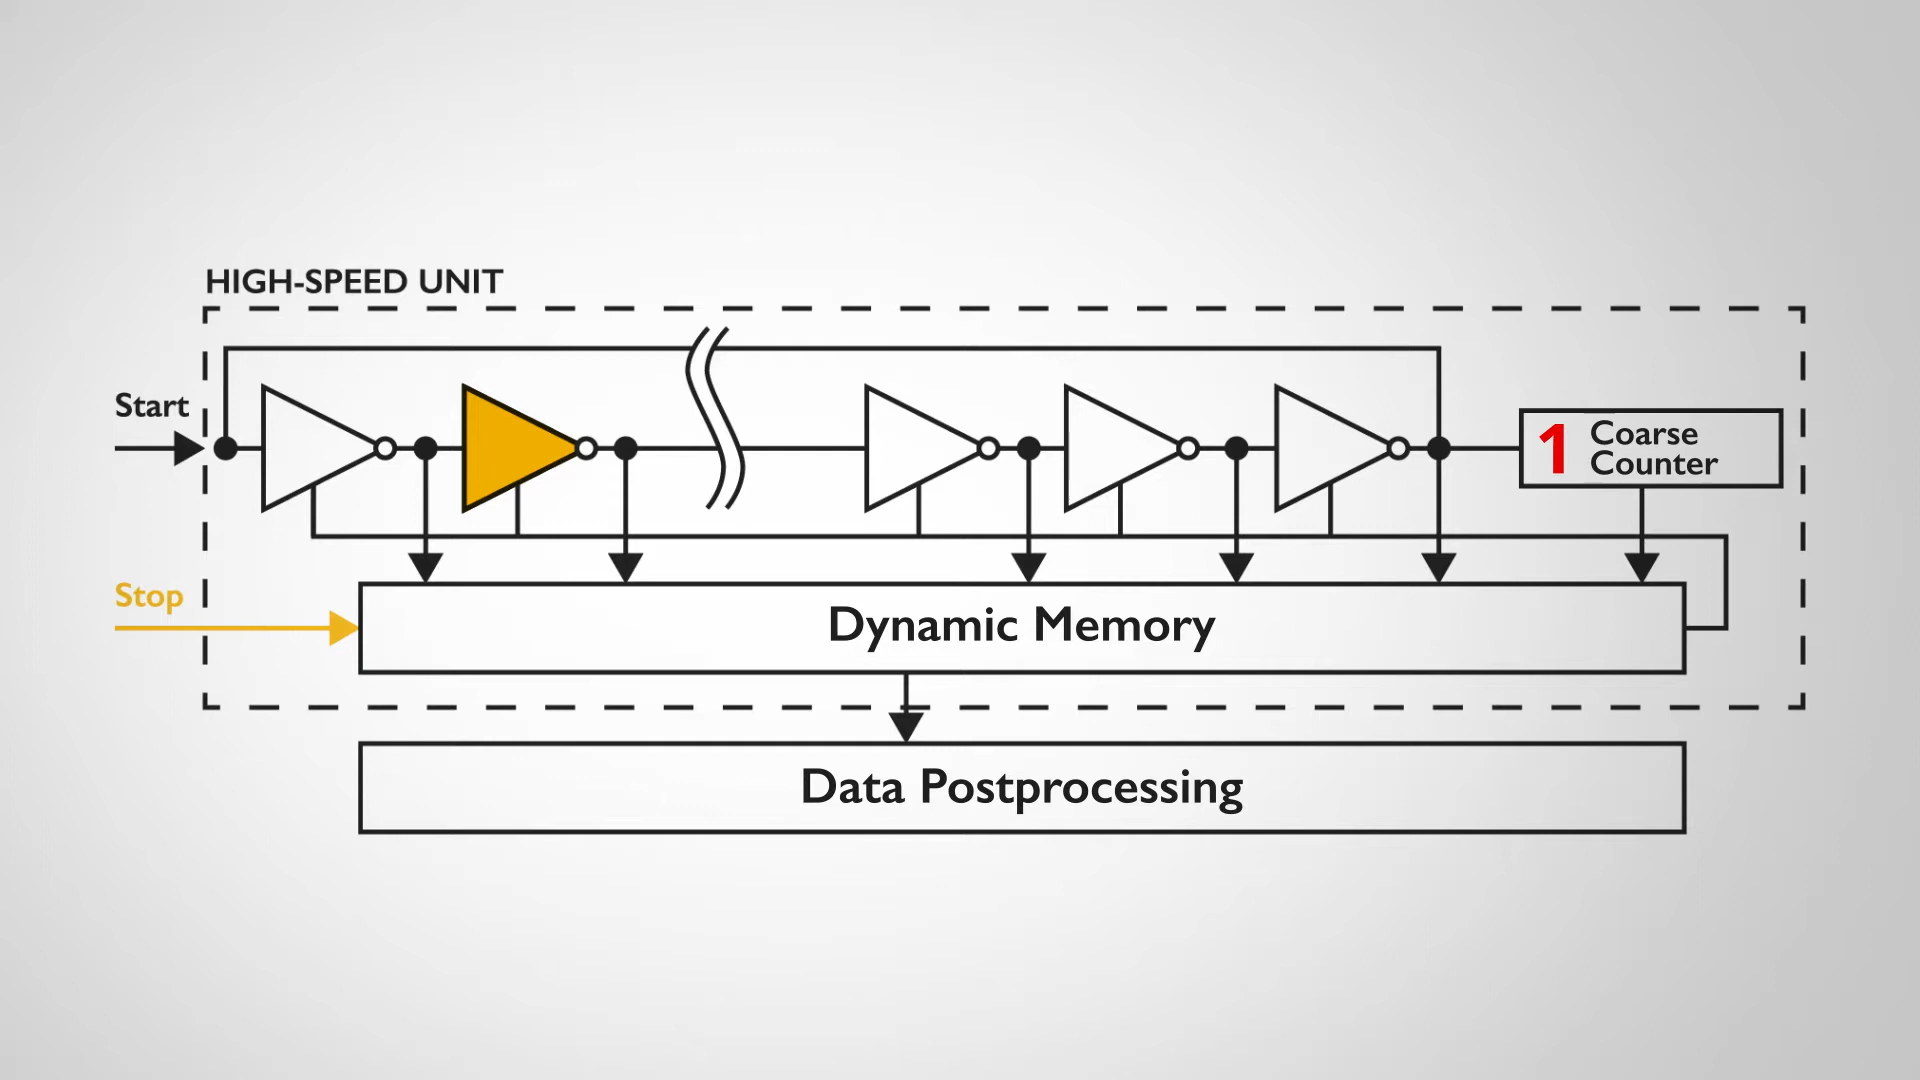 HIGH-SPEED UNIT
Start
1
Coarse
Counter
Stop
Dynamic Memory
Data Postprocessing